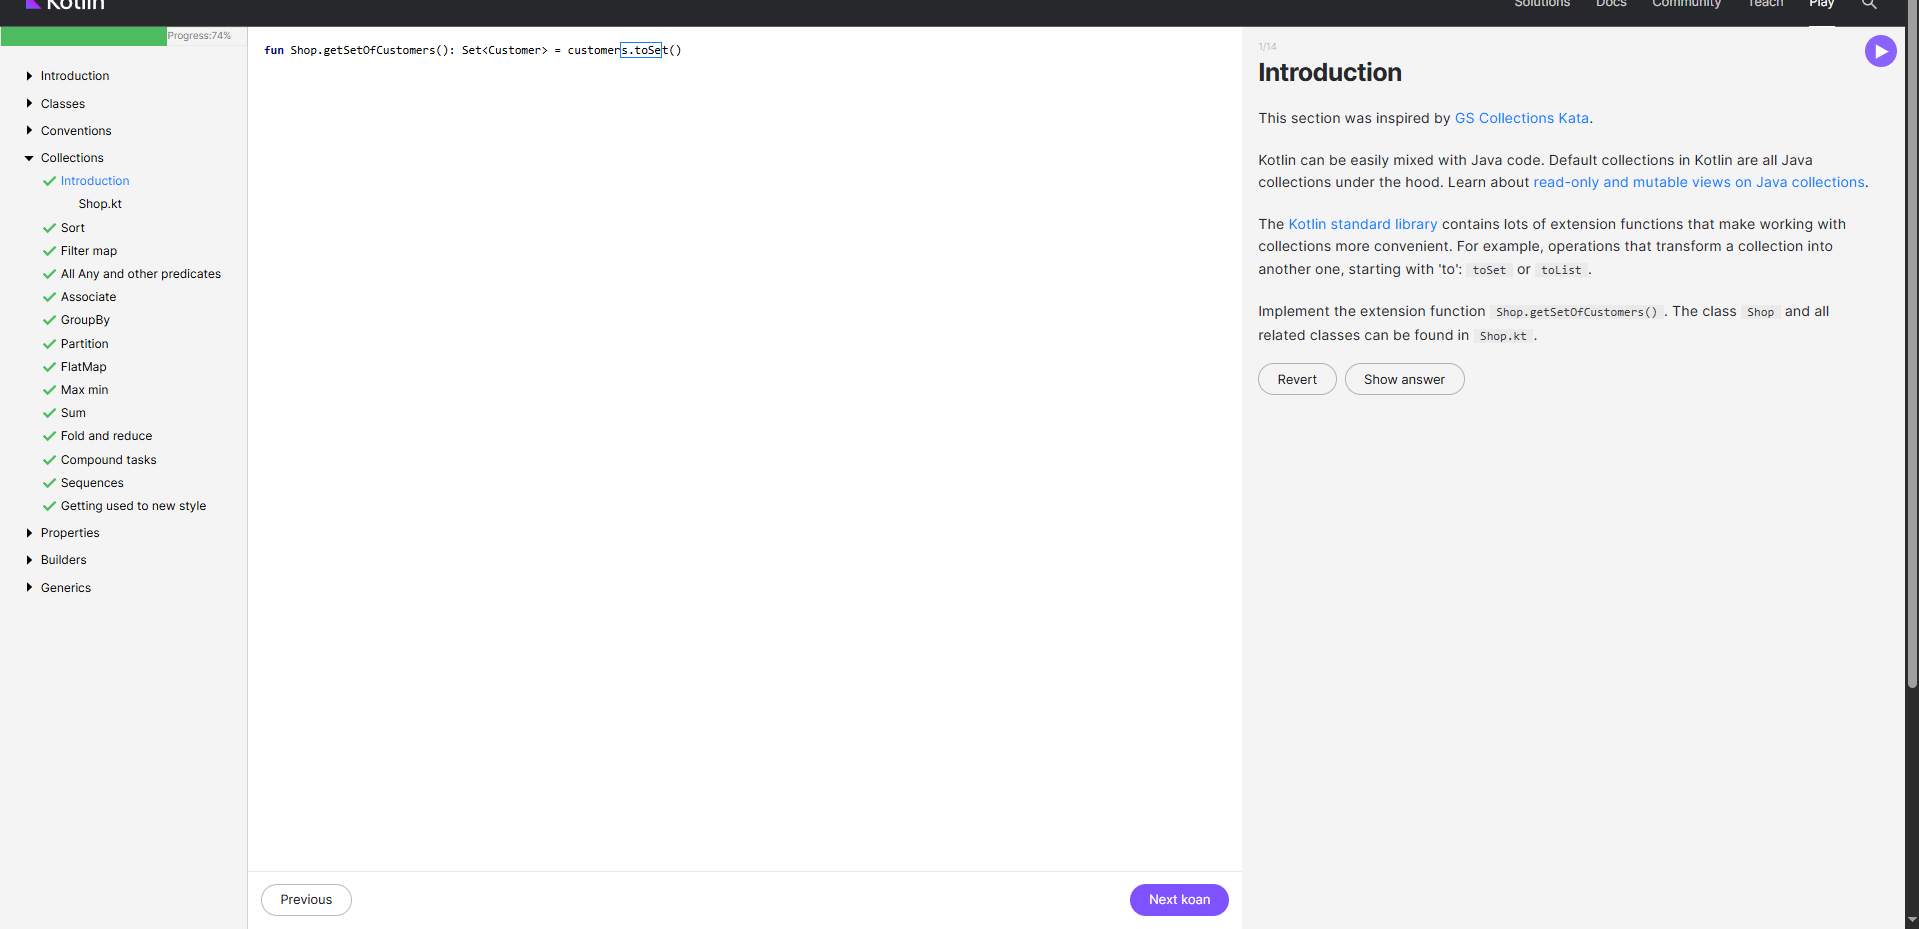 Kotlin
Solutions Docs Community Teach Play
Progress:74%
Introduction
Classes
Conventions
Collections
Introduction
Shop.kt
Sort
Filter map
All Any and other predicates
Associate
GroupBy
Partition
FlatMap
Max min
Sum
Fold and reduce
Compound tasks
Sequences
Getting used to new style
Properties
Builders
Generics
fun Shop.getSetOfCustomers(): Set<Customer> = customers.toSet()
Previous
Next koan
1/14
Introduction
This section was inspired by GS Collections Kata.
Kotlin can be easily mixed with Java code. Default collections in Kotlin are all Java
collections under the hood. Learn about read-only and mutable views on Java collections.
The Kotlin standard library contains lots of extension functions that make working with
collections more convenient. For example, operations that transform a collection into
another one, starting with 'to': toSet or toList.
Implement the extension function Shop.getSetOfCustomers(). The class Shop and all
related classes can be found in Shop.kt.
Revert
Show answer